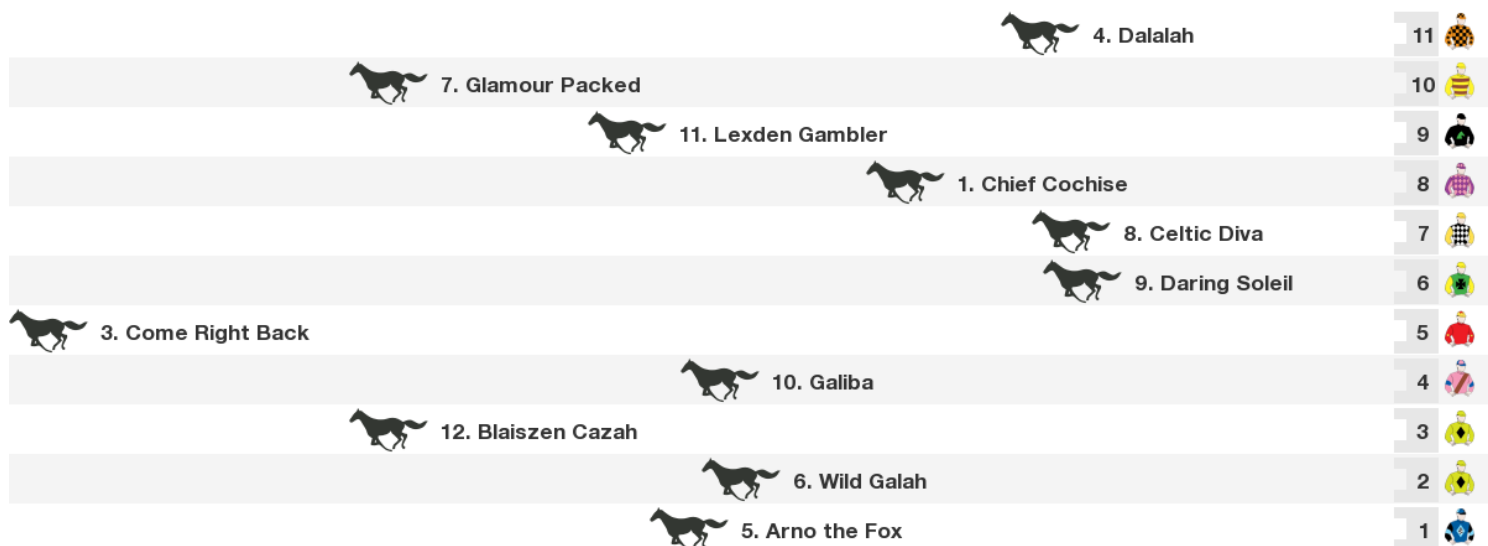 4. Dalalah 11
7. Glamour Packed 10
11. Lexden Gambler 9
1. Chief Cochise 8
8. Celtic Diva 7
9. Daring Soleil 6
3. Come Right Back 5
10. Galiba 4
12. Blaiszen Cazah 3
6. Wild Galah 2
5. Arno the Fox 1